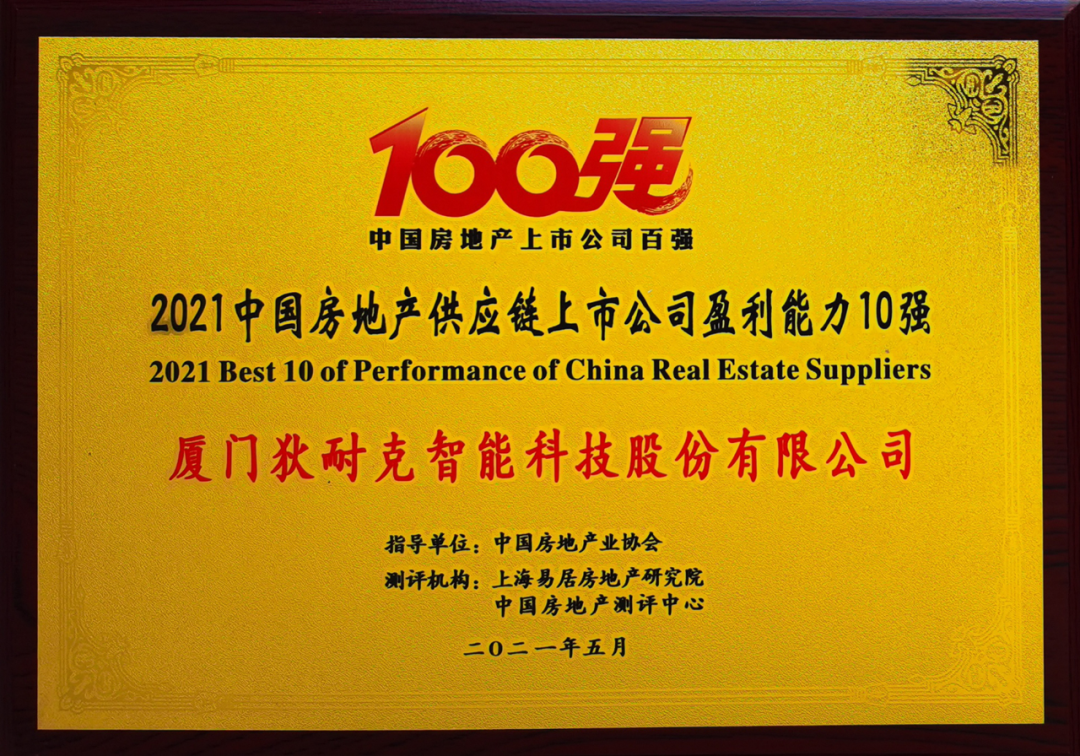 100强
中国房地产上市公司百强
2021中国房地产供应链上市公司盈利能力10强
2021 Best 10 of Performance of China Real Estate Suppliers
厦门狄耐克智能科技股份有限公司
指导单位：中国房地产业协会
测评机构：上海易居房地产研究院
中国房地产测评中心
二〇二一年五月